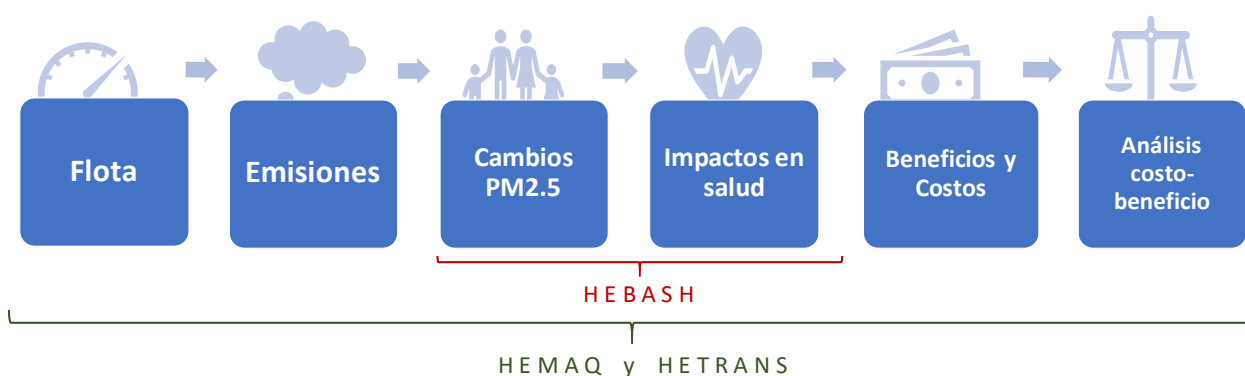 Flota
Emisiones
Cambios
PM2.5
Impactos en
salud
Beneficios y
Costos
Análisis
costo-
beneficio
HEBASH
HEMAQ y HETRANS